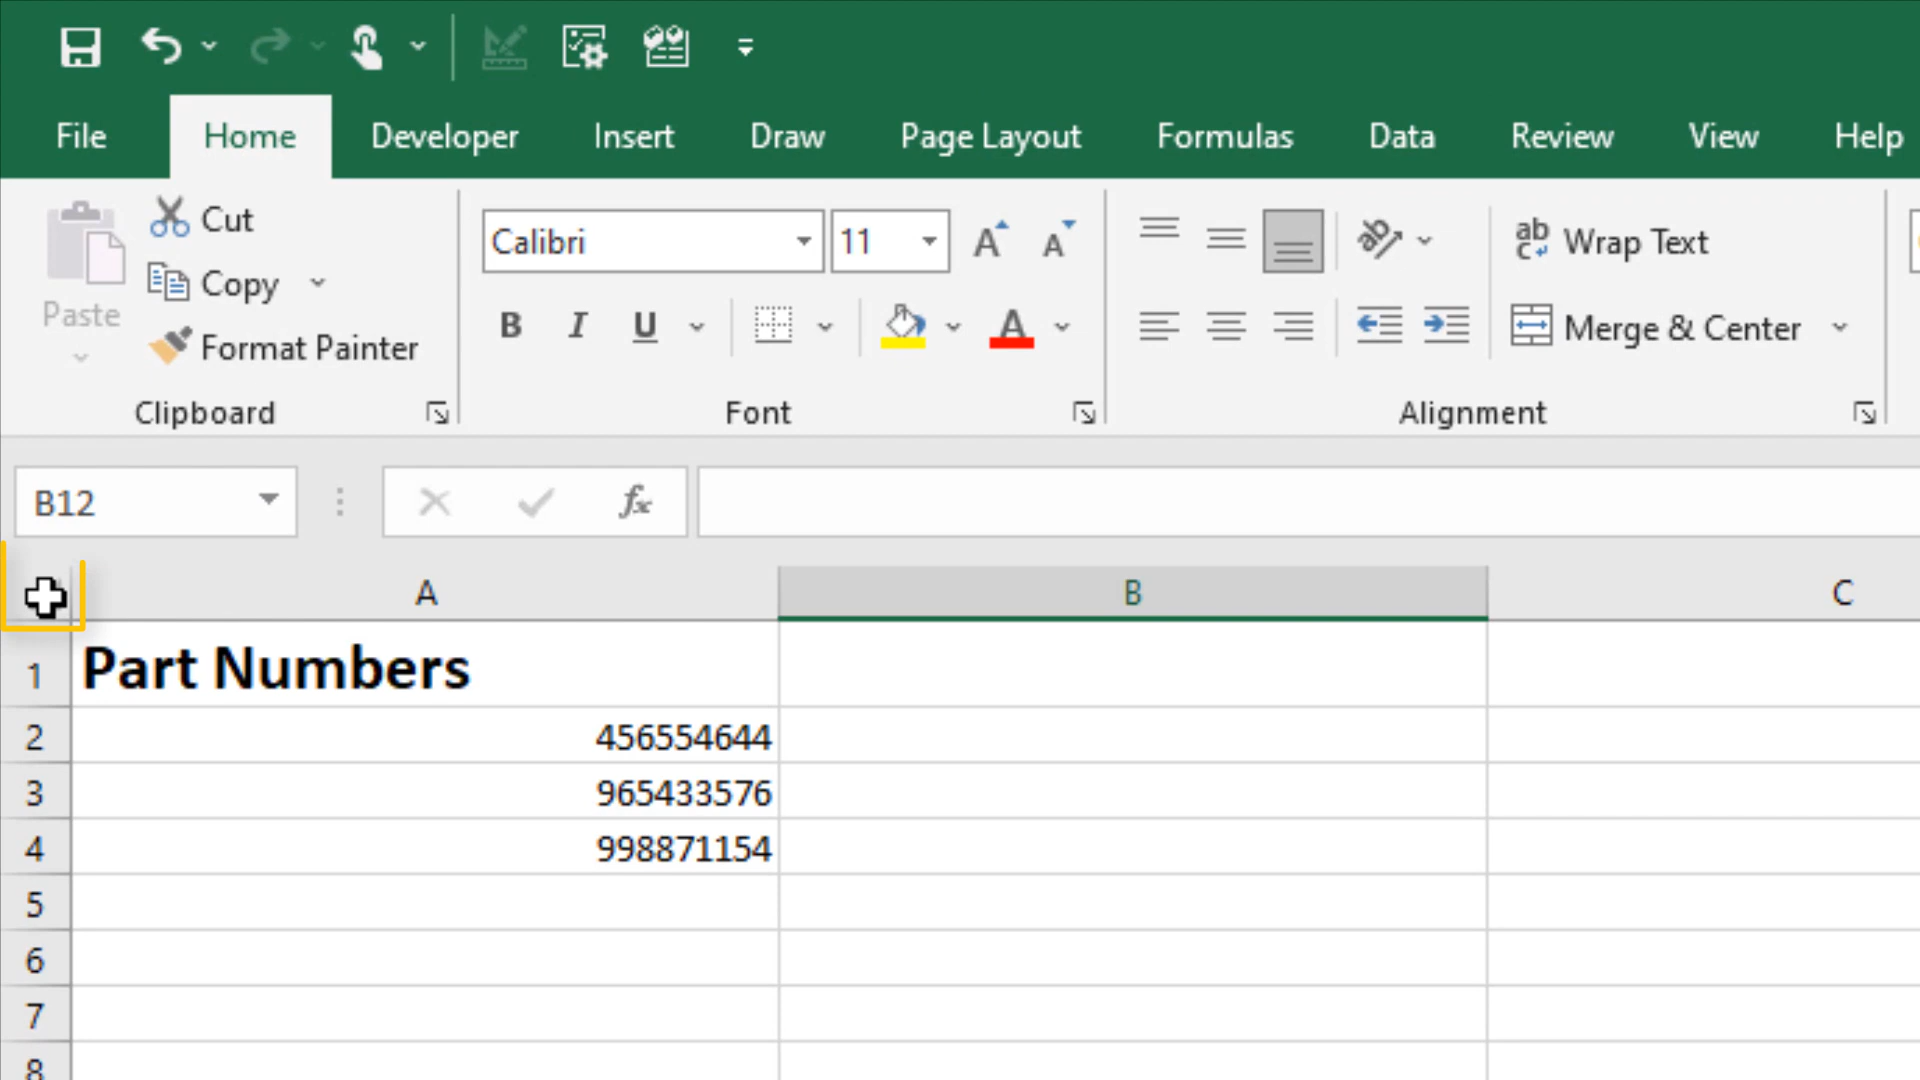 File Home Developer Insert Draw Page Layout Formulas Data Review View Help
Paste
Cut
Copy
Format Painter
Clipboard
Calibri 11 A A
B I U A
Font
ab
ab c Wrap Text
Merge & Center
Alignment
B12 fx
A B C
1 Part Numbers
2 456554644
3 965433576
4 998871154
5
6
7
8